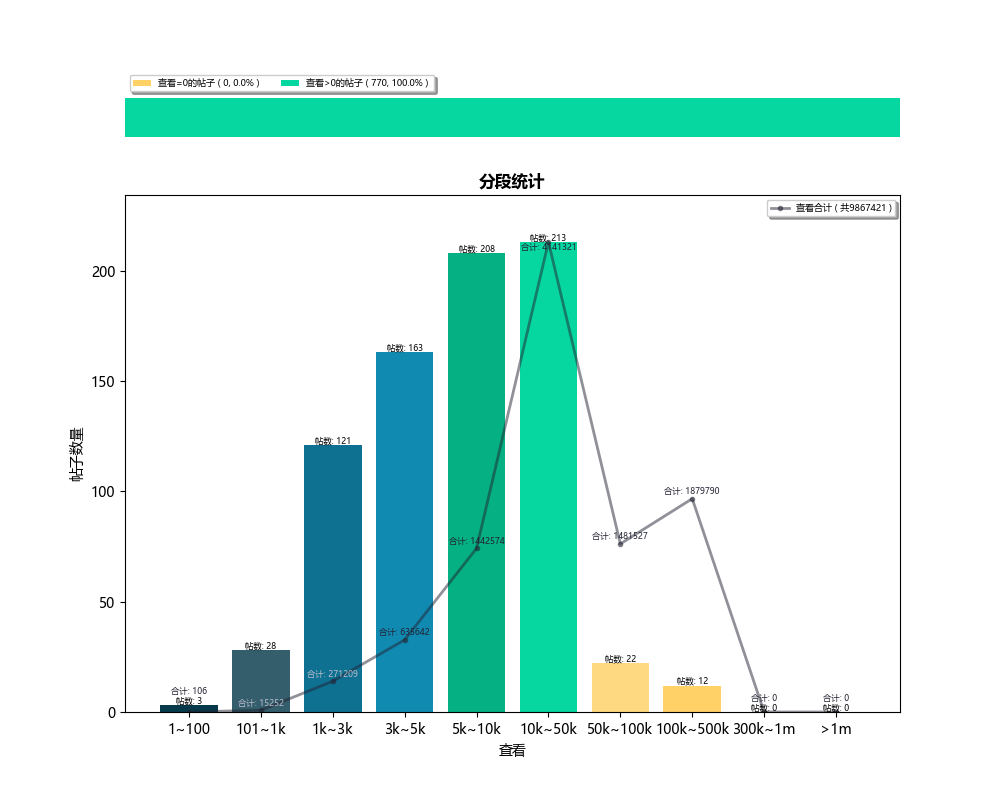 查看=0的帖子 ( 0, 0.0% ) 查看>0的帖子 ( 770, 100.0% )
分段统计
查看合计 ( 共9867421 )
帖数: 213
合计: 4141321
帖数: 208
200
帖数: 163
150
帖数: 121
合计: 1879790
100
合计: 1481527
合计: 1442574
帖子数量
合计: 635642
帖数: 28
帖数: 22
50
合计: 271209
帖数: 12
合计: 106
帖数: 3
合计: 15252
合计: 0
帖数: 0
合计: 0
帖数: 0
0
1~100 101~1k 1k~3k 3k~5k 5k~10k 10k~50k 50k~100k 100k~500k 300k~1m >1m
查看